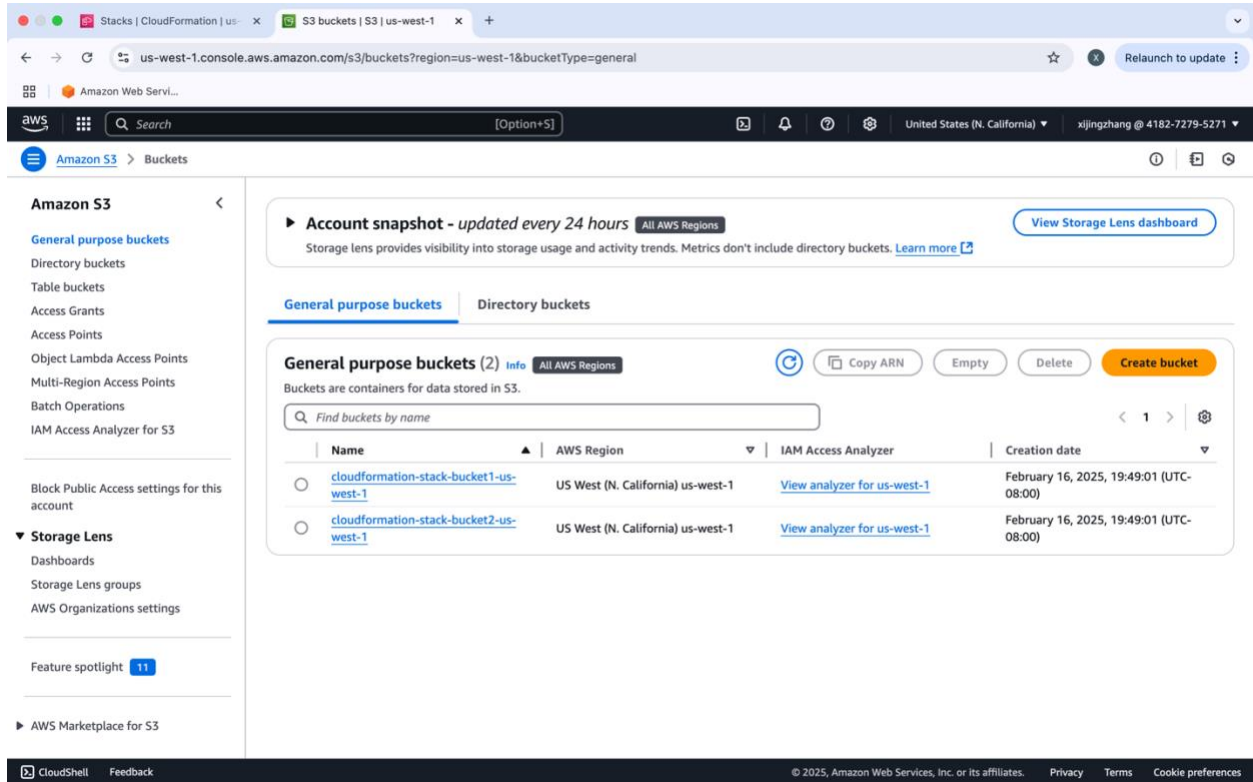 Stacks | CloudFormation | us-
S3 buckets | S3 | us-west-1
us-west-1.console.aws.amazon.com/s3/buckets?region=us-west-1&bucketType=general
X
Relaunch to update
Amazon Web Servi...
aws
Search
[Option+S]
United States (N. California)
xijingzhang @ 4182-7279-5271
Amazon S3 > Buckets
Amazon S3
General purpose buckets
Directory buckets
Table buckets
Access Grants
Access Points
Object Lambda Access Points
Multi-Region Access Points
Batch Operations
IAM Access Analyzer for S3
Block Public Access settings for this
account
Storage Lens
Dashboards
Storage Lens groups
AWS Organizations settings
Feature spotlight 11
AWS Marketplace for S3
Account snapshot - updated every 24 hours All AWS Regions
Storage lens provides visibility into storage usage and activity trends. Metrics don't include directory buckets. Learn more
View Storage Lens dashboard
General purpose buckets
Directory buckets
General purpose buckets (2) Info All AWS Regions
Copy ARN
Empty
Delete
Create bucket
Buckets are containers for data stored in S3.
Find buckets by name
1
Name
AWS Region
IAM Access Analyzer
Creation date
cloudformation-stack-bucket1-us-
west-1
US West (N. California) us-west-1
View analyzer for us-west-1
February 16, 2025, 19:49:01 (UTC-
08:00)
cloudformation-stack-bucket2-us-
west-1
US West (N. California) us-west-1
View analyzer for us-west-1
February 16, 2025, 19:49:01 (UTC-
08:00)
CloudShell
Feedback
© 2025, Amazon Web Services, Inc. or its affiliates.
Privacy
Terms
Cookie preferences